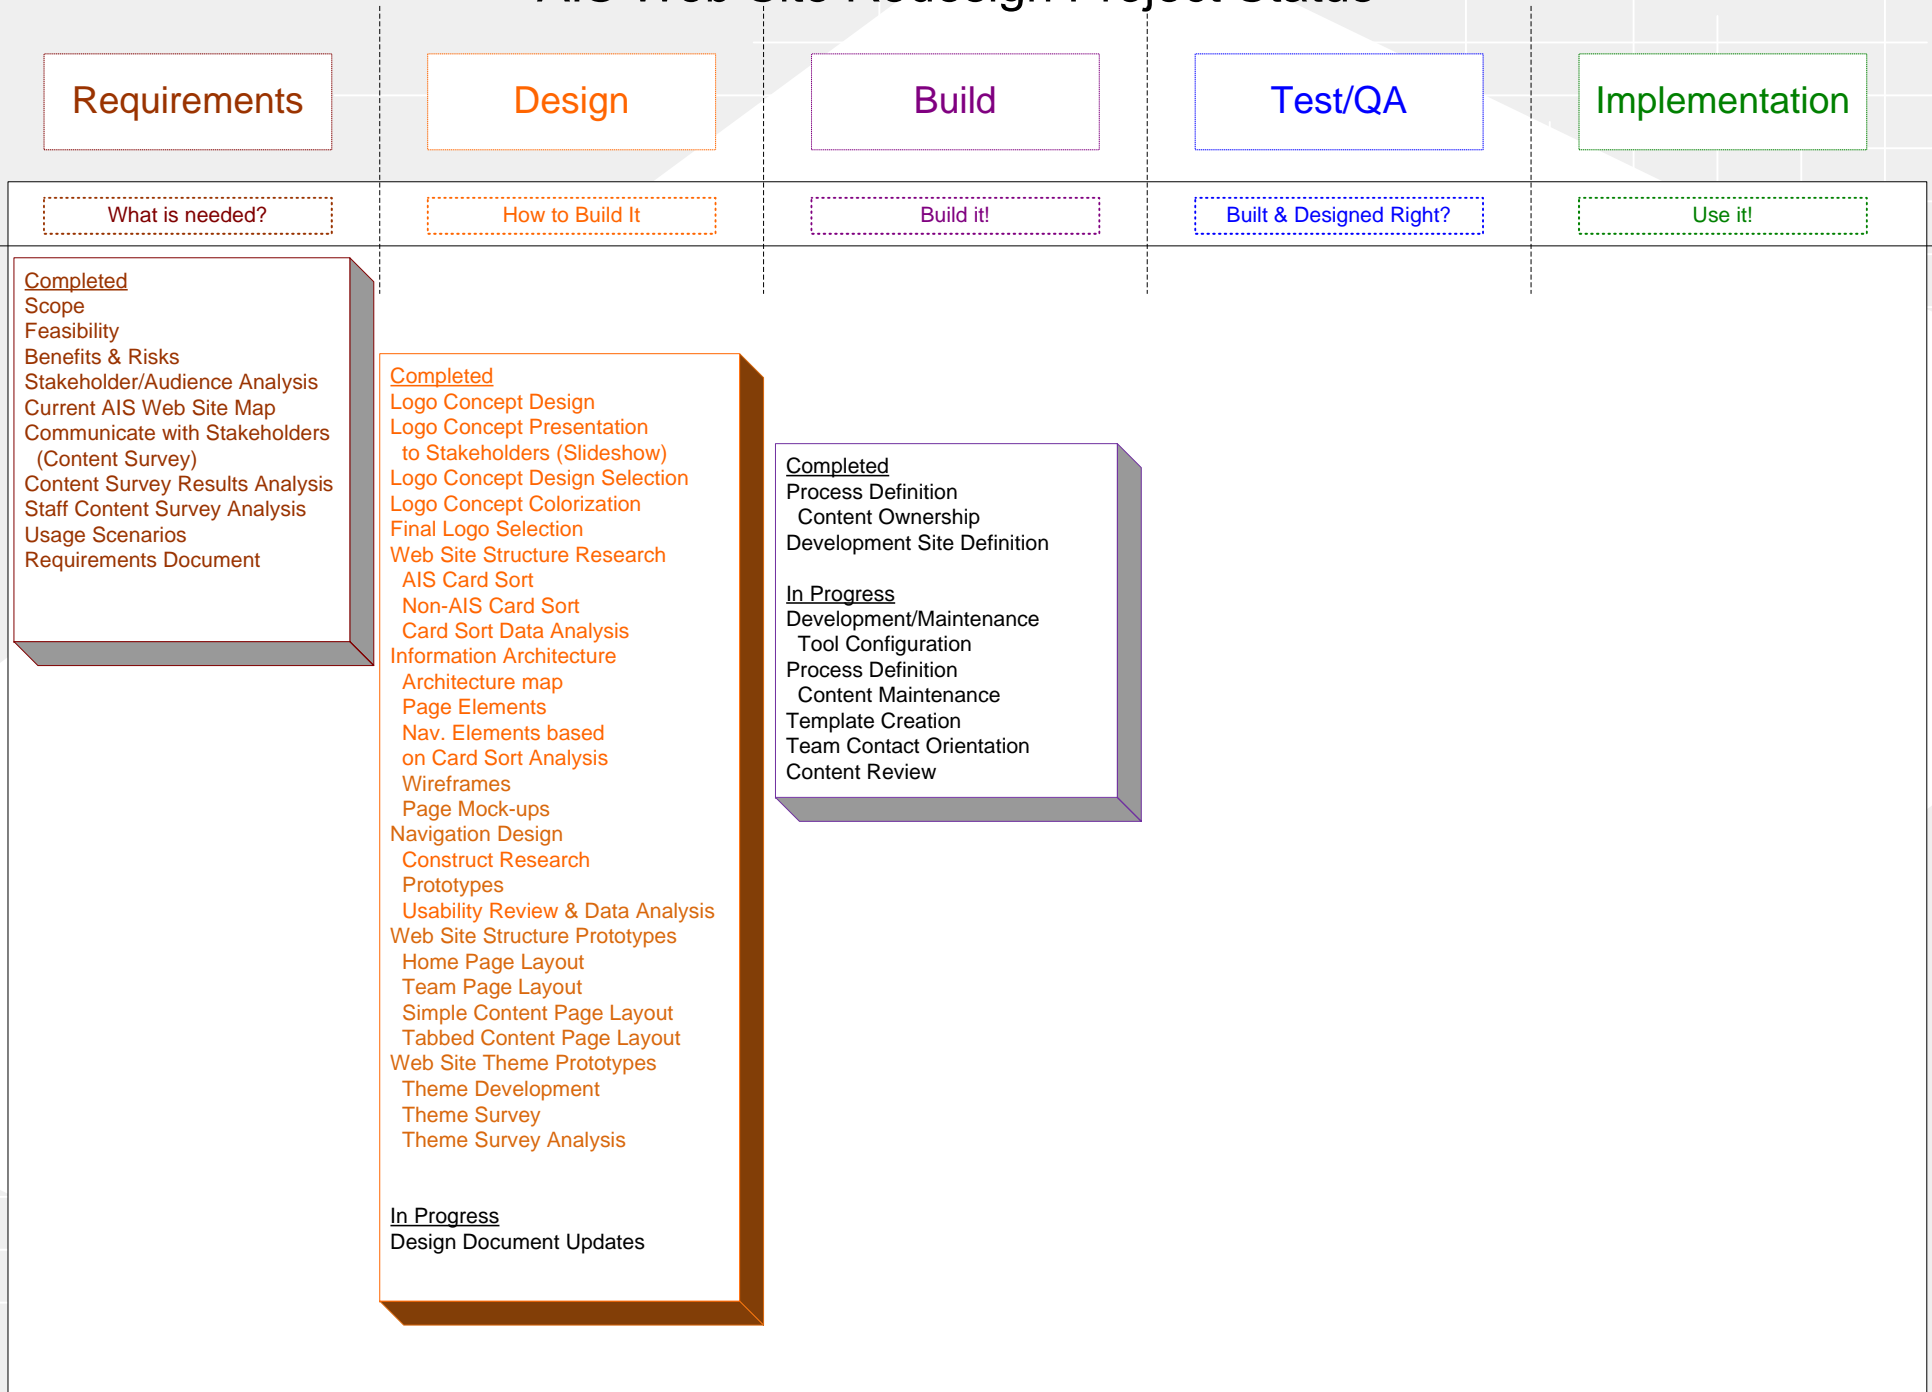 AIS Web Site Redesign Project Status
Requirements
Design
Build
Test/QA
Implementation
What is needed?
How to Build It
Build it!
Built & Designed Right?
Use it!
Completed
Scope
Feasibility
Benefits & Risks
Stakeholder/Audience Analysis
Current AIS Web Site Map
Communicate with Stakeholders
(Content Survey)
Content Survey Results Analysis
Staff Content Survey Analysis
Usage Scenarios
Requirements Document
Completed
Logo Concept Design
Logo Concept Presentation
to Stakeholders (Slideshow)
Logo Concept Design Selection
Logo Concept Colorization
Final Logo Selection
Web Site Structure Research
AIS Card Sort
Non-AIS Card Sort
Card Sort Data Analysis
Information Architecture
Architecture map
Page Elements
Nav. Elements based
on Card Sort Analysis
Wireframes
Page Mock-ups
Navigation Design
Construct Research
Prototypes
Usability Review & Data Analysis
Web Site Structure Prototypes
Home Page Layout
Team Page Layout
Simple Content Page Layout
Tabbed Content Page Layout
Web Site Theme Prototypes
Theme Development
Theme Survey
Theme Survey Analysis
In Progress
Design Document Updates
Completed
Process Definition
Content Ownership
Development Site Definition
In Progress
Development/Maintenance
Tool Configuration
Process Definition
Content Maintenance
Template Creation
Team Contact Orientation
Content Review